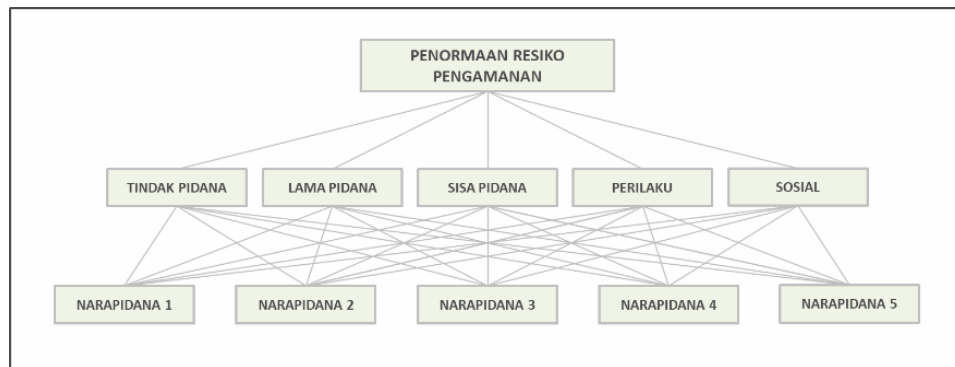 PENORMAAN RESIKO
PENGAMANAN
TINDAK PIDANA
LAMA PIDANA
SISA PIDANA
PERILAKU
SOSIAL
NARAPIDANA 1
NARAPIDANA 2
NARAPIDANA 3
NARAPIDANA 4
NARAPIDANA 5